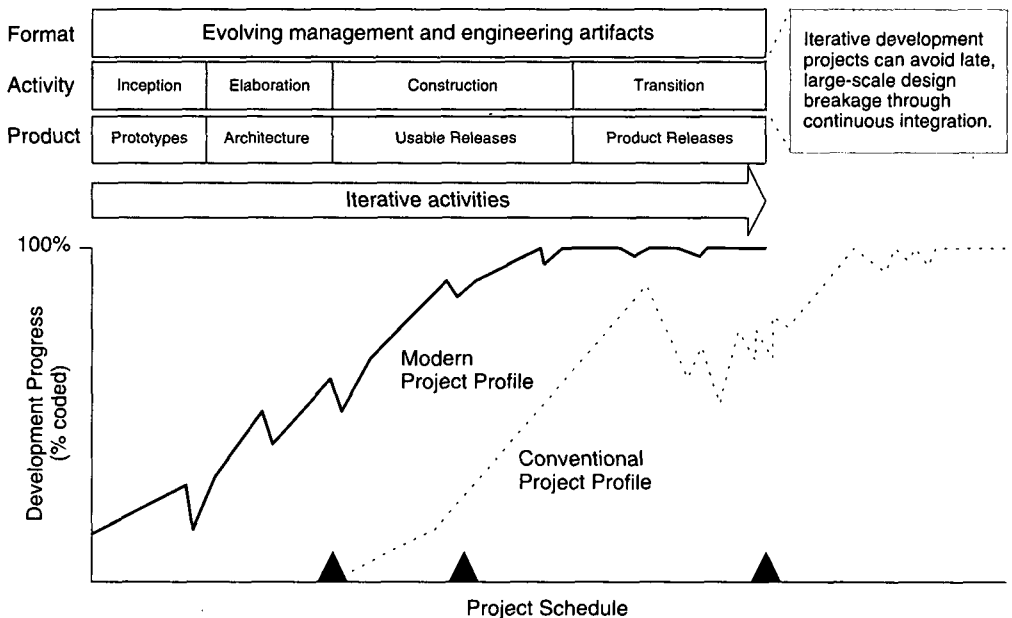 Format
Evolving management and engineering artifacts
Activity
Inception
Elaboration
Construction
Transition
Product
Prototypes
Architecture
Usable Releases
Product Releases
Iterative development
projects can avoid late,
large-scale design
breakage through
continuous integration.
Iterative activities
100%
Development Progress
(% coded)
Modern
Project Profile
Conventional
Project Profile
Project Schedule